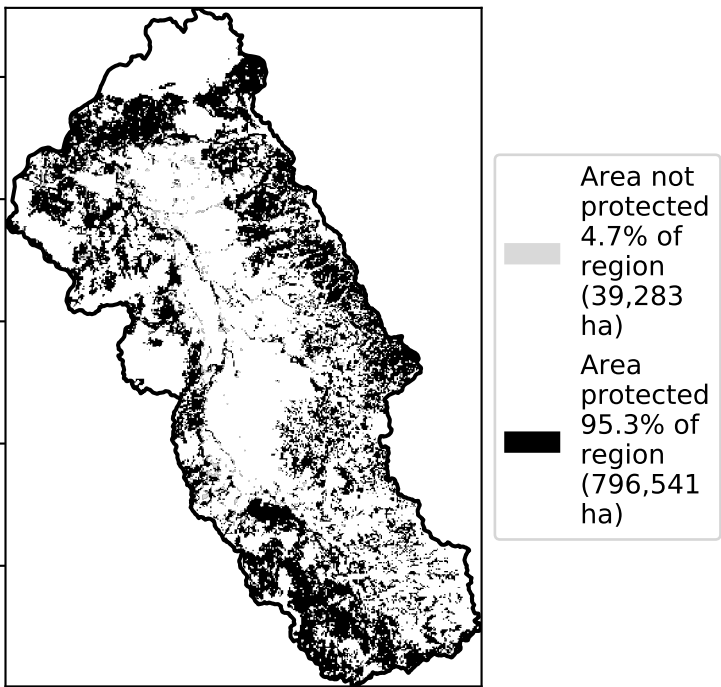 Area not
protected
4.7% of
region
(39,283
ha)
Area
protected
95.3% of
region
(796,541
ha)